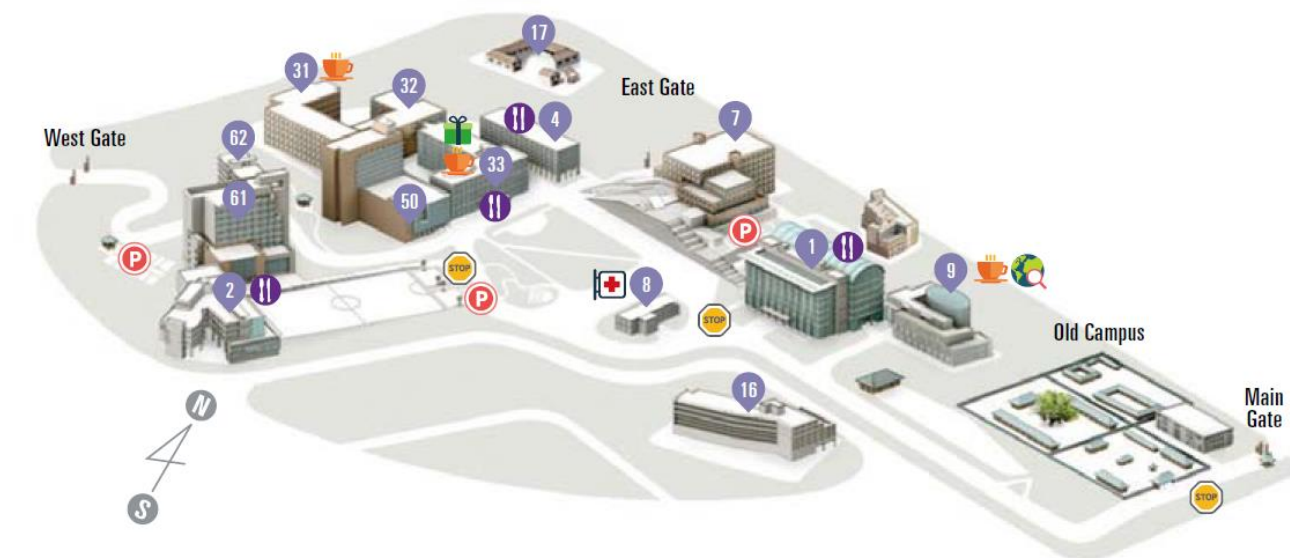 17
31
East Gate
32
4
7
West Gate
62
33
61
50
P
1
P
STOP
9
2
8
P
STOP
Old Campus
16
Main
Gate
N
S
STOP